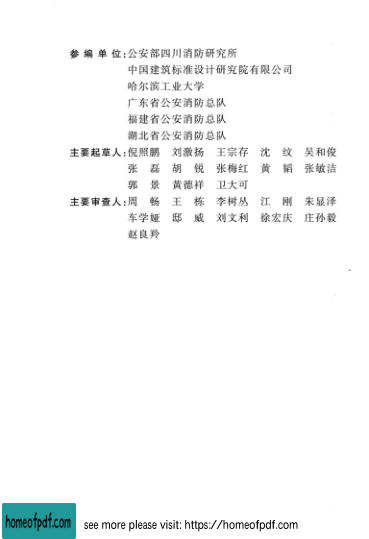 参编单位:公安部四川消防研究所
中国建筑标准设计研究院有限公司
哈尔滨工业大学
广东省公安消防总队
福建省公安消防总队
湖北省公安消防总队
主要起草人:倪照鹏 刘激扬 王宗存 沈 纹 吴和俊
张 磊 胡 锐 张梅红 黄 韬 张敏洁
郭 景 黄德祥 卫大可
主要审查人:周 畅 王 栋 李树丛 江 刚 朱显泽
车学娅 邸 威 刘文利 徐宏庆 庄孙毅
赵良羚
homeofpdf.com see more please visit: https://homeofpdf.com